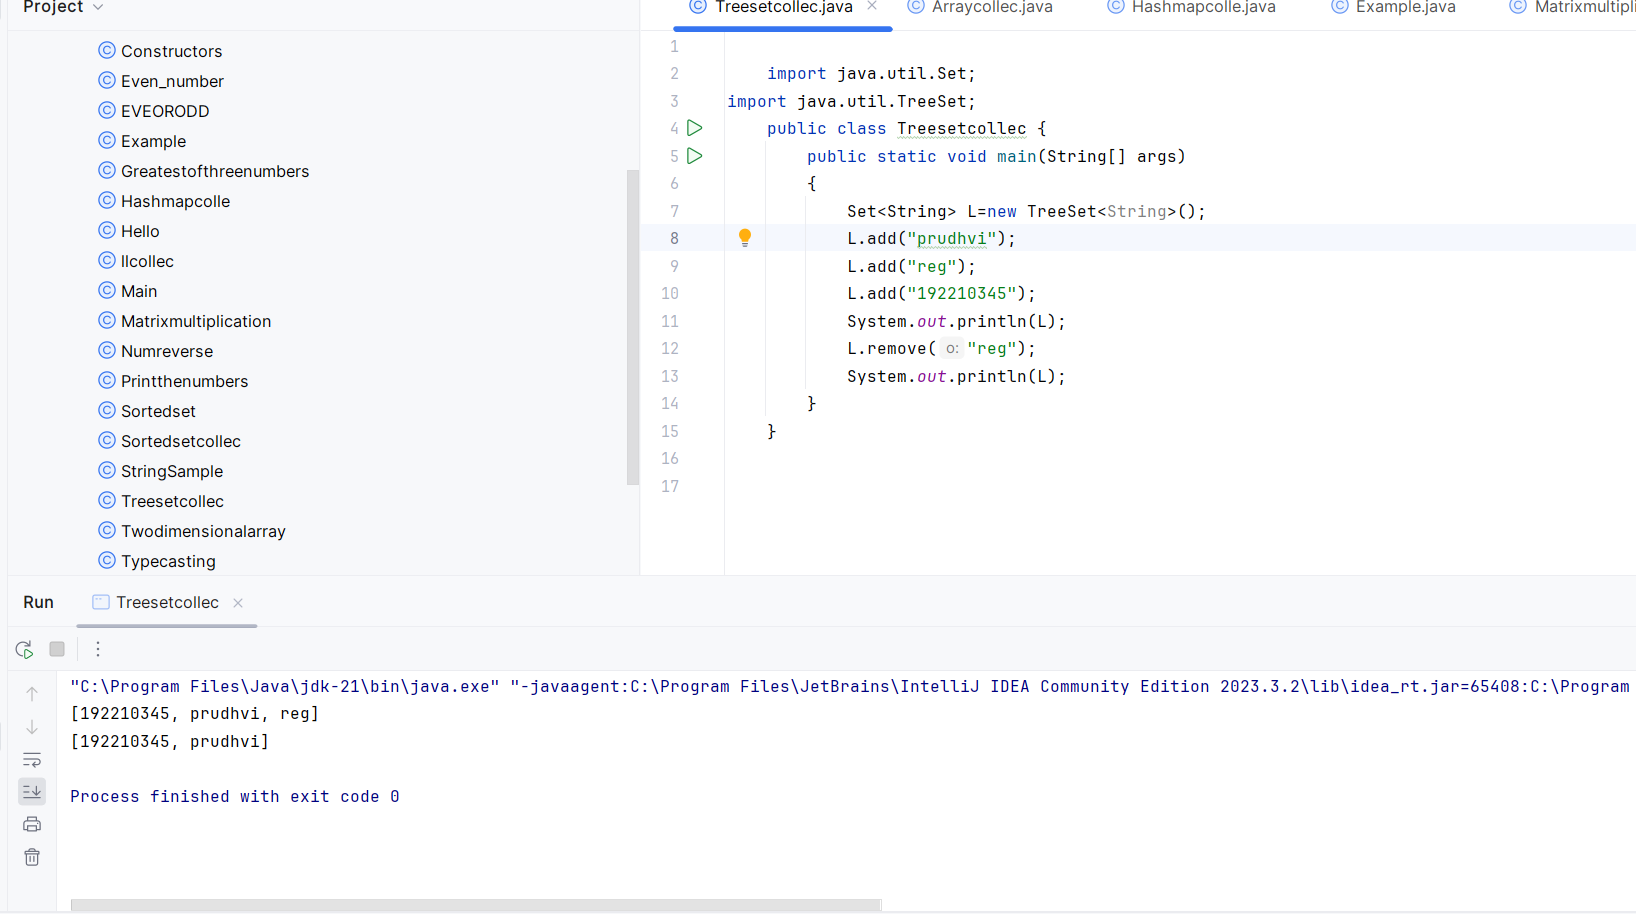 Project
Treesetcollec.java Arraycollec.java Hashmapcolle.java Example.java Matrixmultipli
Constructors
Even_number
EVEORODD
Example
Greatestofthreenumbers
Hashmapcolle
Hello
llcollec
Main
Matrixmultiplication
Numreverse
Printthenumbers
Sortedset
Sortedsetcollec
StringSample
Treesetcollec
Twodimensionalarray
Typecasting
1
2 import java.util.Set;
3 import java.util.TreeSet;
4 public class Treesetcollec {
5 public static void main(String[] args)
6 {
7 Set<String> L=new TreeSet<String>();
8 L.add("prudhvi");
9 L.add("reg");
10 L.add("192210345");
11 System.out.println(L);
12 L.remove( o: "reg");
13 System.out.println(L);
14 }
15 }
16
17
Run Treesetcollec
"C:\Program Files\Java\jdk-21\bin\java.exe" "-javaagent:C:\Program Files\JetBrains\IntelliJ IDEA Community Edition 2023.3.2\lib\idea_rt.jar=65408:C:\Program
[192210345, prudhvi, reg]
[192210345, prudhvi]
Process finished with exit code 0